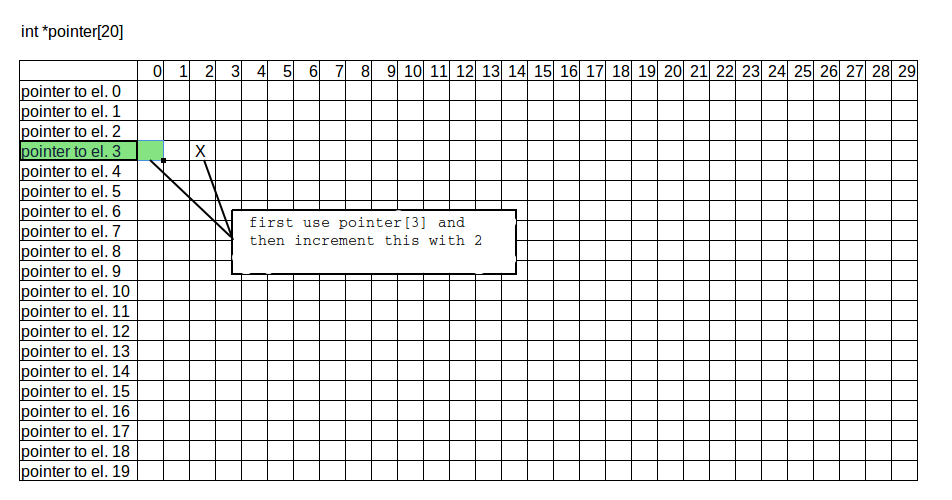 int *pointer[20]
0 1 2 3 4 5 6 7 8 9 10 11 12 13 14 15 16 17 18 19 20 21 22 23 24 25 26 27 28 29
pointer to el. 0
pointer to el. 1
pointer to el. 2
pointer to el. 3 X
pointer to el. 4
pointer to el. 5
pointer to el. 6
first use pointer[3] and
pointer to el. 7
then increment this with 2
pointer to el. 8
pointer to el. 9
pointer to el. 10
pointer to el. 11
pointer to el. 12
pointer to el. 13
pointer to el. 14
pointer to el. 15
pointer to el. 16
pointer to el. 17
pointer to el. 18
pointer to el. 19